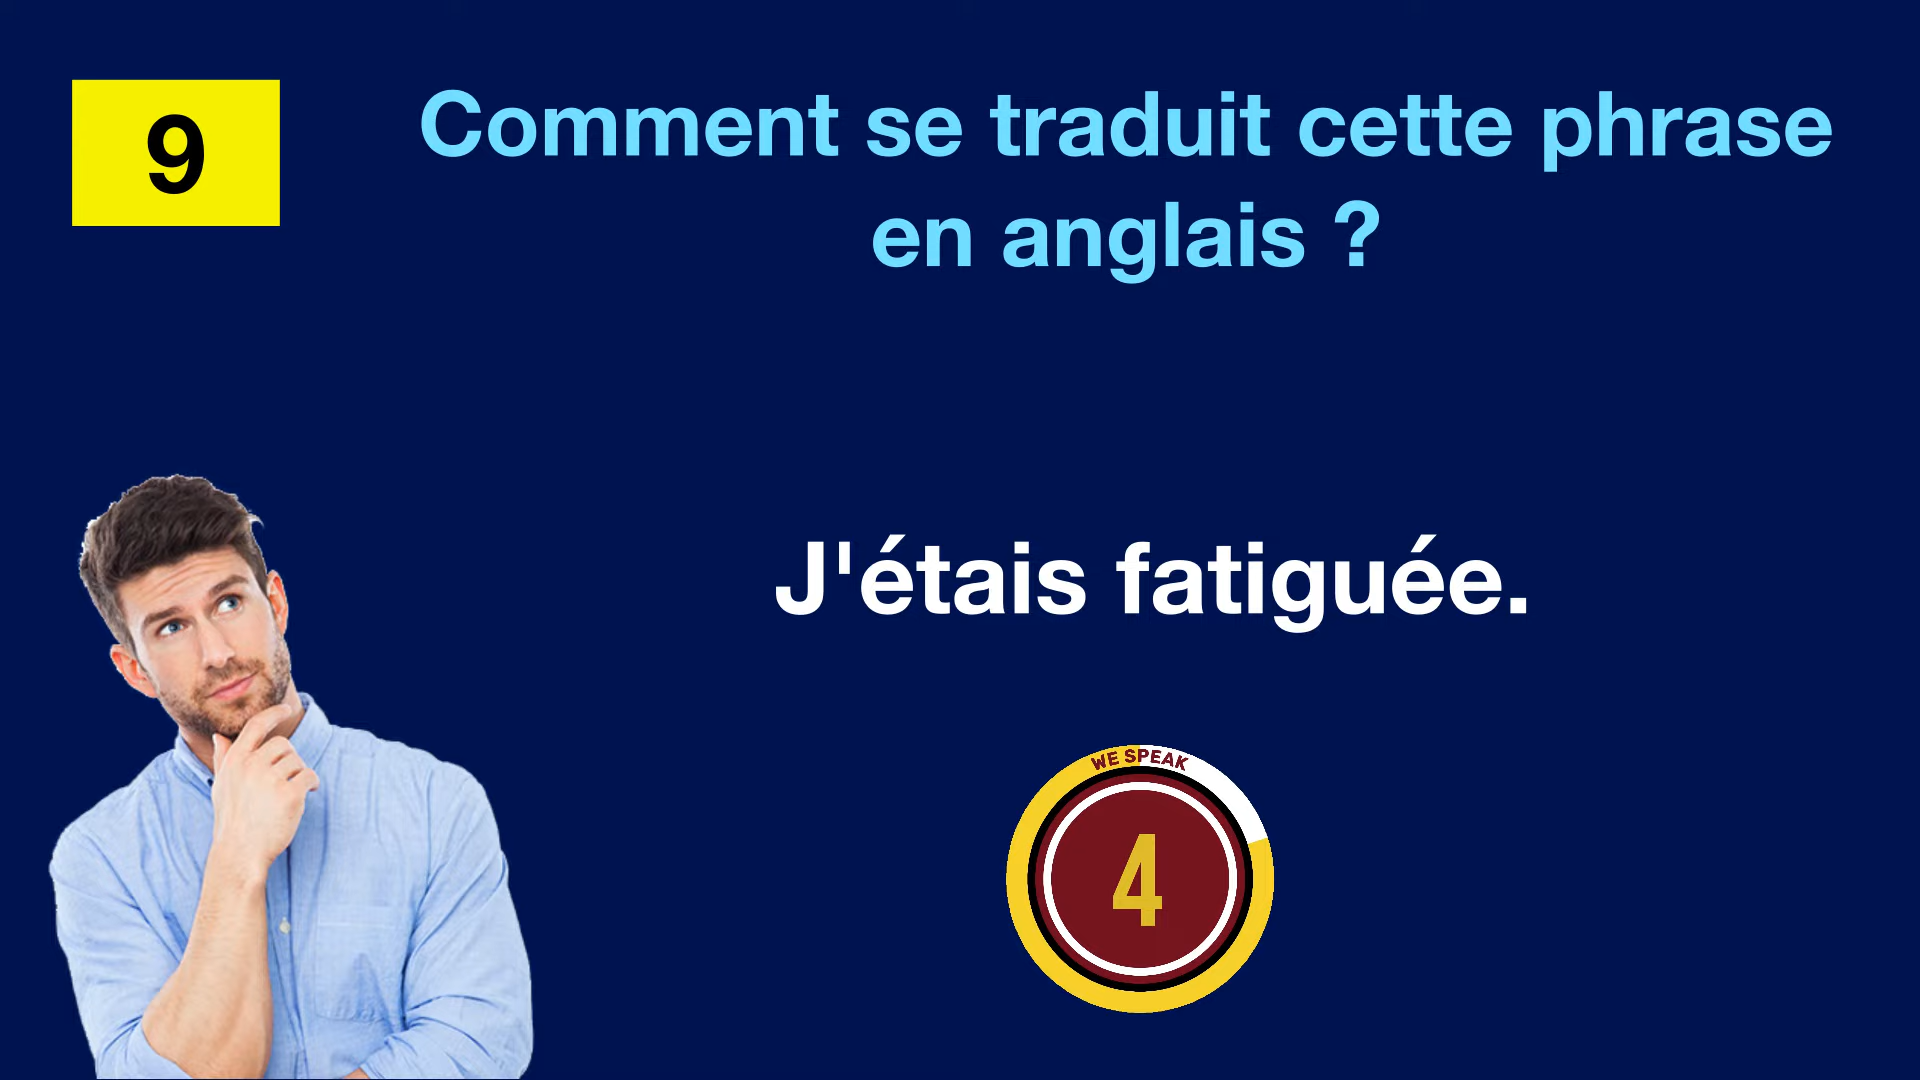 9
Comment se traduit cette phrase
en anglais ?
J'étais fatiguée.
WE SPEAK
4